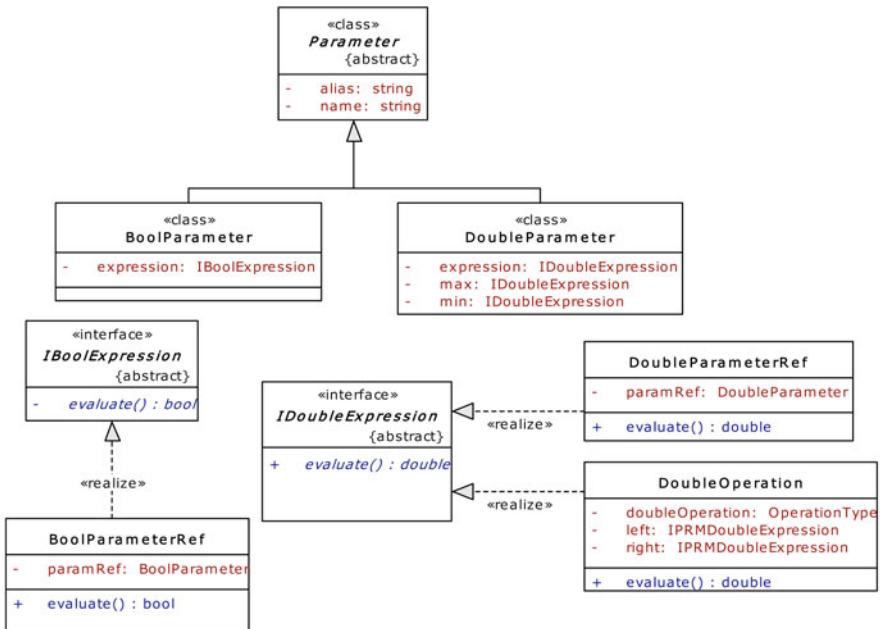 «class»
Parameter
{abstract}
- alias: string
- name: string
«class»
BoolParameter
- expression: IBoolExpression
«class»
DoubleParameter
- expression: IDoubleExpression
- max: IDoubleExpression
- min: IDoubleExpression
«interface»
IBoolExpression
{abstract}
- evaluate() : bool
«realize»
BoolParameterRef
- paramRef: BoolParameter
+ evaluate() : bool
«interface»
IDoubleExpression
{abstract}
+ evaluate() : double
«realize»
«realize»
DoubleParameterRef
- paramRef: DoubleParameter
+ evaluate() : double
DoubleOperation
- doubleOperation: OperationType
- left: IPRMDoubleExpression
- right: IPRMDoubleExpression
+ evaluate() : double